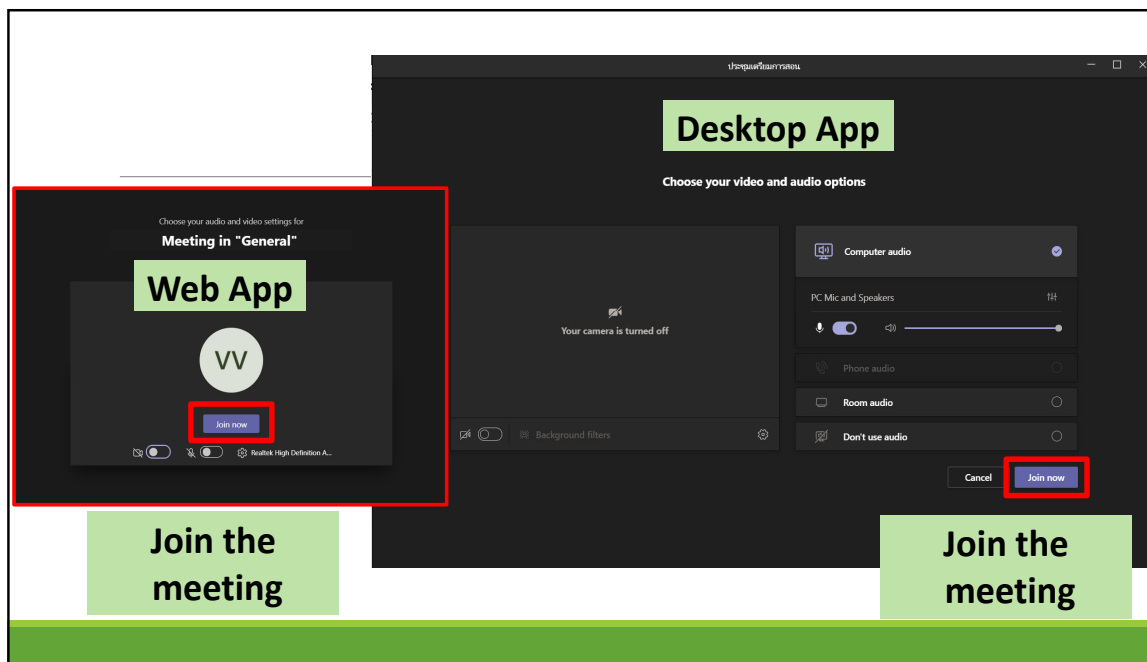 ประชุมเตรียมการสอน
Desktop App
Choose your video and audio options
Choose your audio and video settings for
Meeting in "General"
Web App
VV
Join now
Realtek High Definition A...
Your camera is turned off
Background filters
Computer audio
PC Mic and Speakers
Phone audio
Room audio
Don't use audio
Cancel
Join now
Join the
meeting
Join the
meeting